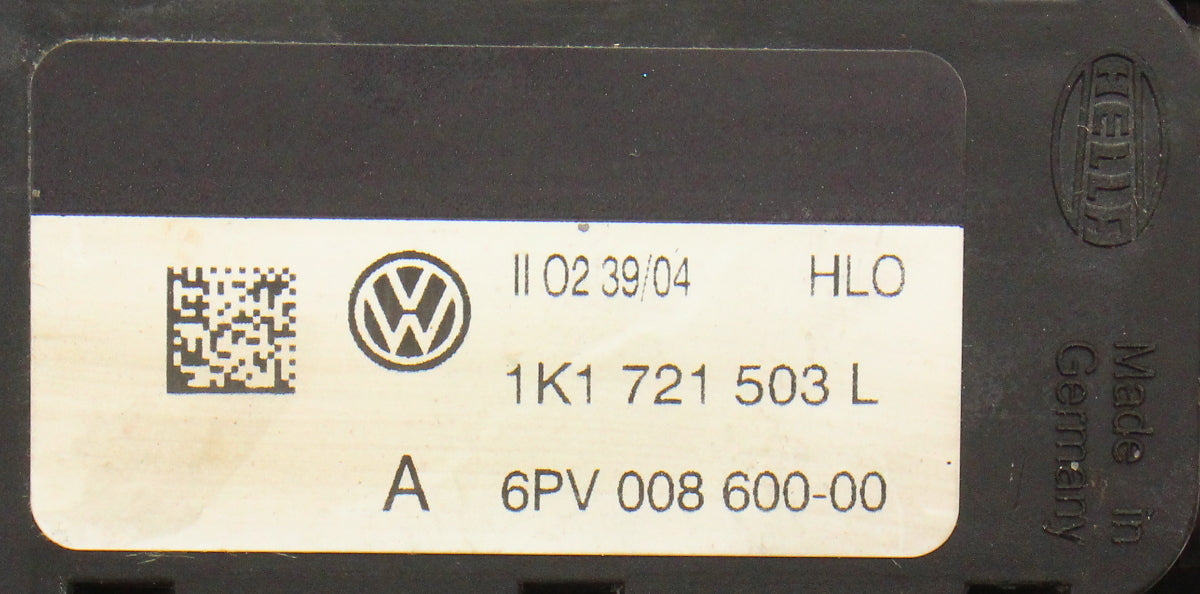 II 02 39/04 HLO
1K1 721 503 L
A 6PV 008 600-00
HELLA
Made in
Germany